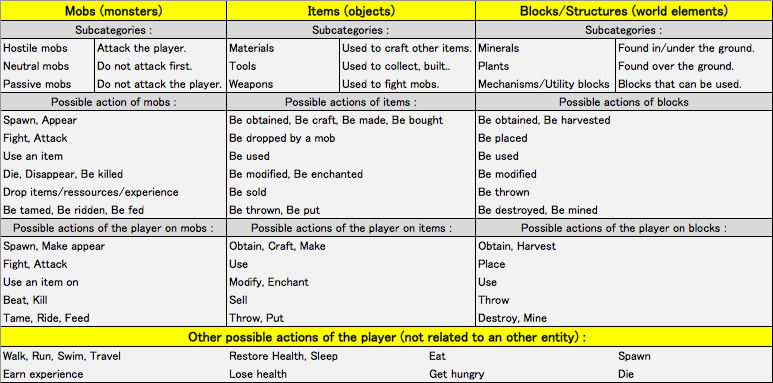 Mobs (monsters) Items (objects) Blocks/Structures (world elements)
Subcategories : Subcategories : Subcategories :
Hostile mobs Attack the player. Materials Used to craft other items. Minerals Found in/under the ground.
Neutral mobs Do not attack first. Tools Used to collect, built.. Plants Found over the ground.
Passive mobs Do not attack the player. Weapons Used to fight mobs. Mechanisms/Utility blocks Blocks that can be used.
Possible action of mobs : Possible actions of items : Possible actions of blocks
Spawn, Appear Be obtained, Be craft, Be made, Be bought Be obtained, Be harvested
Fight, Attack Be dropped by a mob Be placed
Use an item Be used Be used
Die, Disappear, Be killed Be modified, Be enchanted Be modified
Drop items/ressources/experience Be sold Be thrown
Be tamed, Be ridden, Be fed Be thrown, Be put Be destroyed, Be mined
Possible actions of the player on mobs : Possible actions of the player on items : Possible actions of the player on blocks :
Spawn, Make appear Obtain, Craft, Make Obtain, Harvest
Fight, Attack Use Place
Use an item on Modify, Enchant Use
Beat, Kill Sell Throw
Tame, Ride, Feed Throw, Put Destroy, Mine
Other possible actions of the player (not related to an other entity) :
Walk, Run, Swim, Travel Restore Health, Sleep Eat Spawn
Earn experience Lose health Get hungry Die